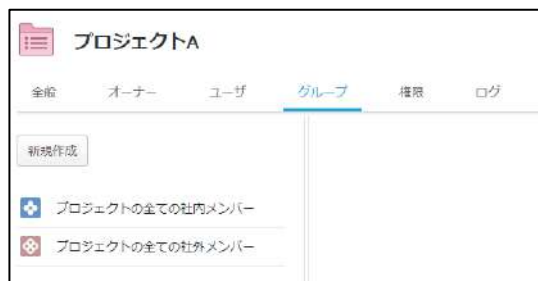 プロジェクトA
全般 オーナー ユーザ グループ 権限 ログ
新規作成
プロジェクトの全ての社内メンバー
プロジェクトの全ての社外メンバー